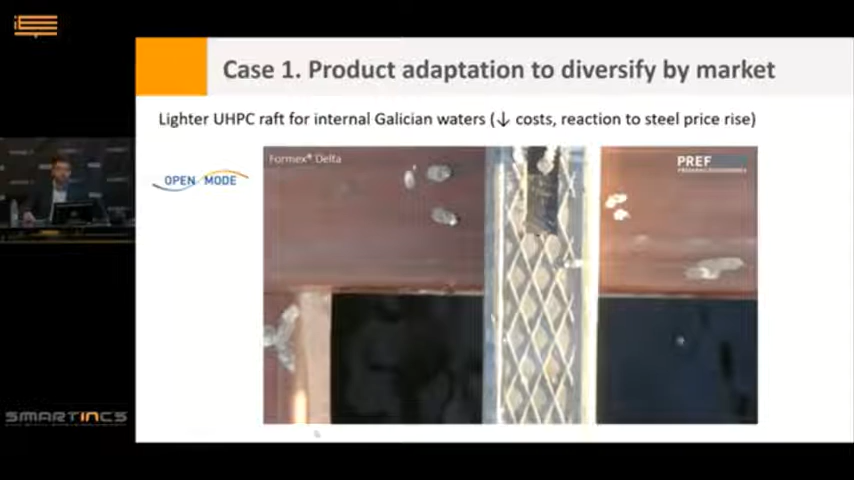 Case 1. Product adaptation to diversify by market
Lighter UHPC raft for internal Galician waters (↓ costs, reaction to steel price rise)
OPEN MODE
Formex® Delta
PREF
SMARTINCS